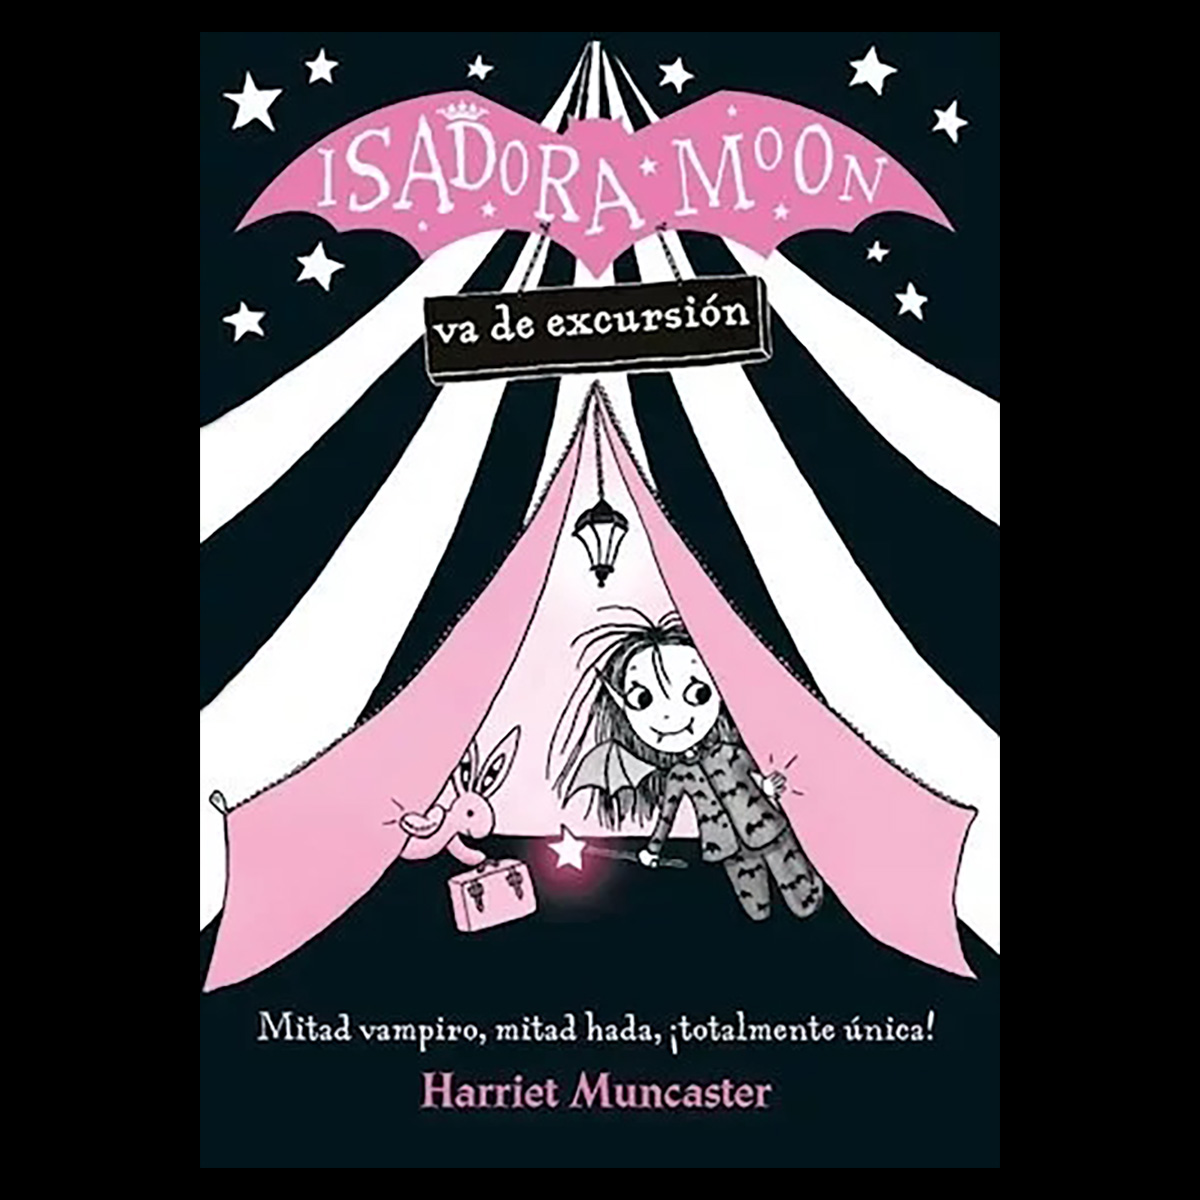 ISADORA MOON
va de excursión
Mitad vampiro, mitad hada, ¡totalmente única!
Harriet Muncaster